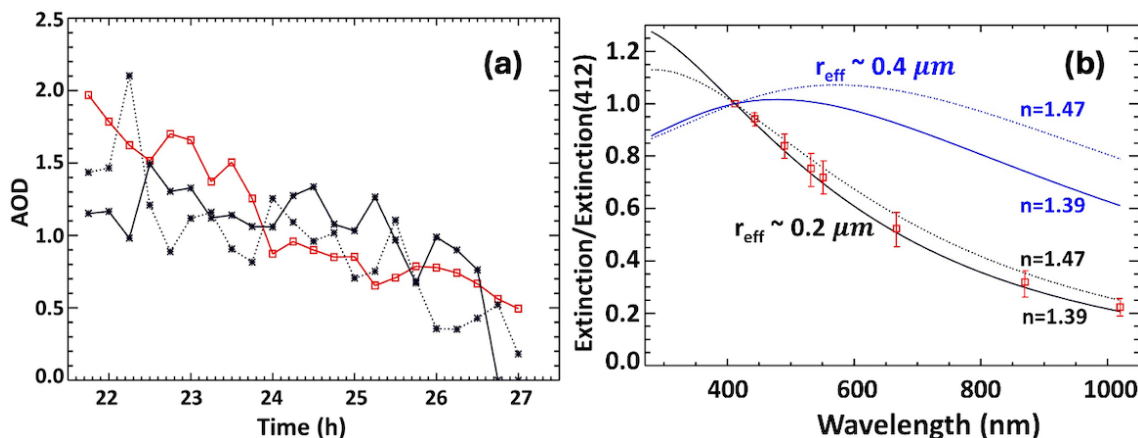 (a)
2.5
2.0
1.5
1.0
0.5
0.0
AOD
22 23 24 25 26 27
Time (h)
(b)
r_eff ~ 0.4 μm
n=1.47
n=1.39
r_eff ~ 0.2 μm
n=1.47
n=1.39
1.2
1.0
0.8
0.6
0.4
0.2
0.0
Extinction/Extinction(412)
400 600 800 1000
Wavelength (nm)